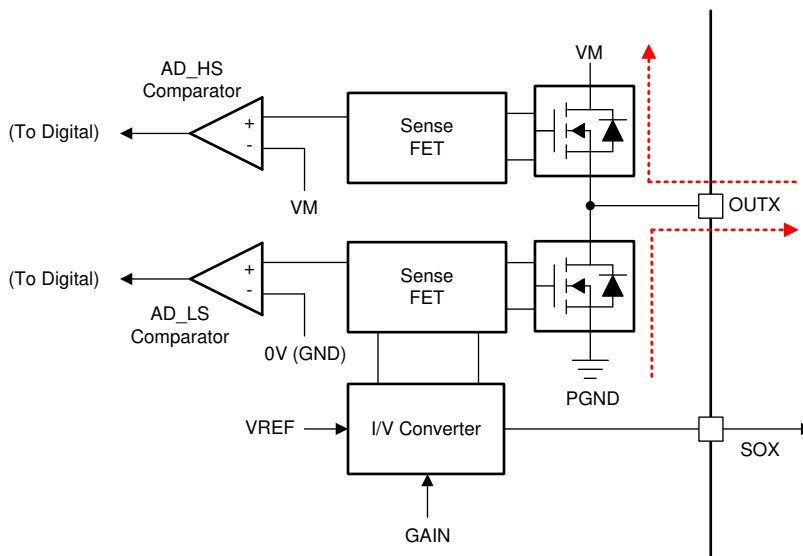 AD_HS
Comparator
VM
(To Digital)
+
-
Sense
FET
VM
OUTX
(To Digital)
+
-
Sense
FET
AD_LS
Comparator
0V (GND)
PGND
VREF
I/V Converter
SOX
GAIN